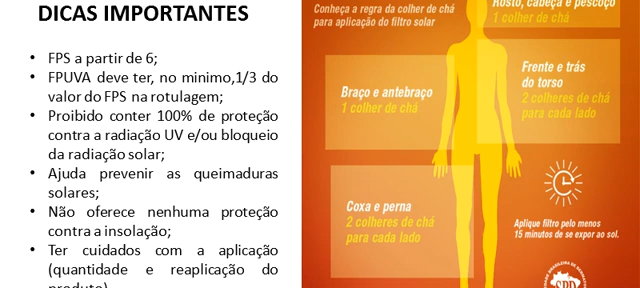 DICAS IMPORTANTES
• FPS a partir de 6;
• FPUVA deve ter, no minimo,1/3 do
valor do FPS na rotulagem;
• Proibido conter 100% de proteção
contra a radiação UV e/ou bloqueio
da radiação solar;
• Ajuda prevenir as queimaduras
solares;
• Não oferece nenhuma proteção
contra a insolação;
• Ter cuidados com a aplicação
(quantidade e reaplicação do
produto)
Conheça a regra da colher de chá
para aplicação do filtro solar
Rosto, cabeça e pescoço
1 colher de chá
Frente e trás
do torso
2 colheres de chá
para cada lado
Braço e antebraço
1 colher de chá
Coxa e perna
2 colheres de chá
para cada lado
Aplique filtro pelo menos
15 minutos de se expor ao sol.